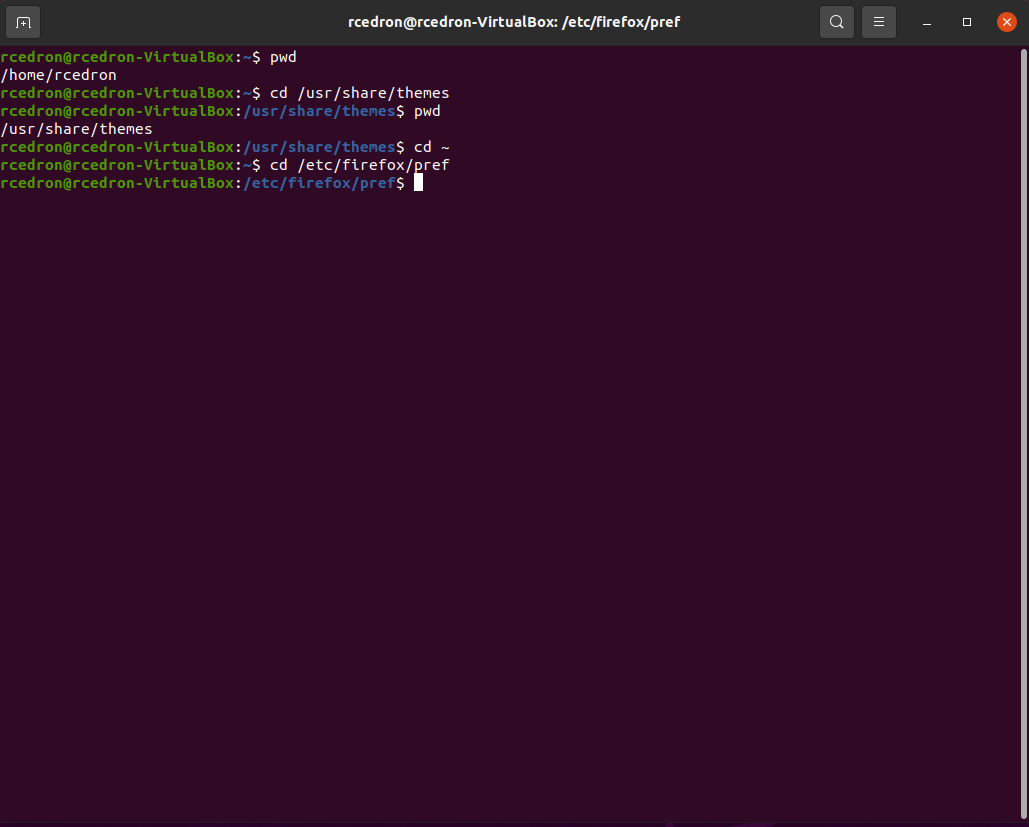 rcedron@rcedron-VirtualBox: /etc/firefox/pref
rcedron@rcedron-VirtualBox:~$ pwd
/home/rcedron
rcedron@rcedron-VirtualBox:~$ cd /usr/share/themes
rcedron@rcedron-VirtualBox:/usr/share/themes$ pwd
/usr/share/themes
rcedron@rcedron-VirtualBox:/usr/share/themes$ cd ~
rcedron@rcedron-VirtualBox:~$ cd /etc/firefox/pref
rcedron@rcedron-VirtualBox:/etc/firefox/pref$